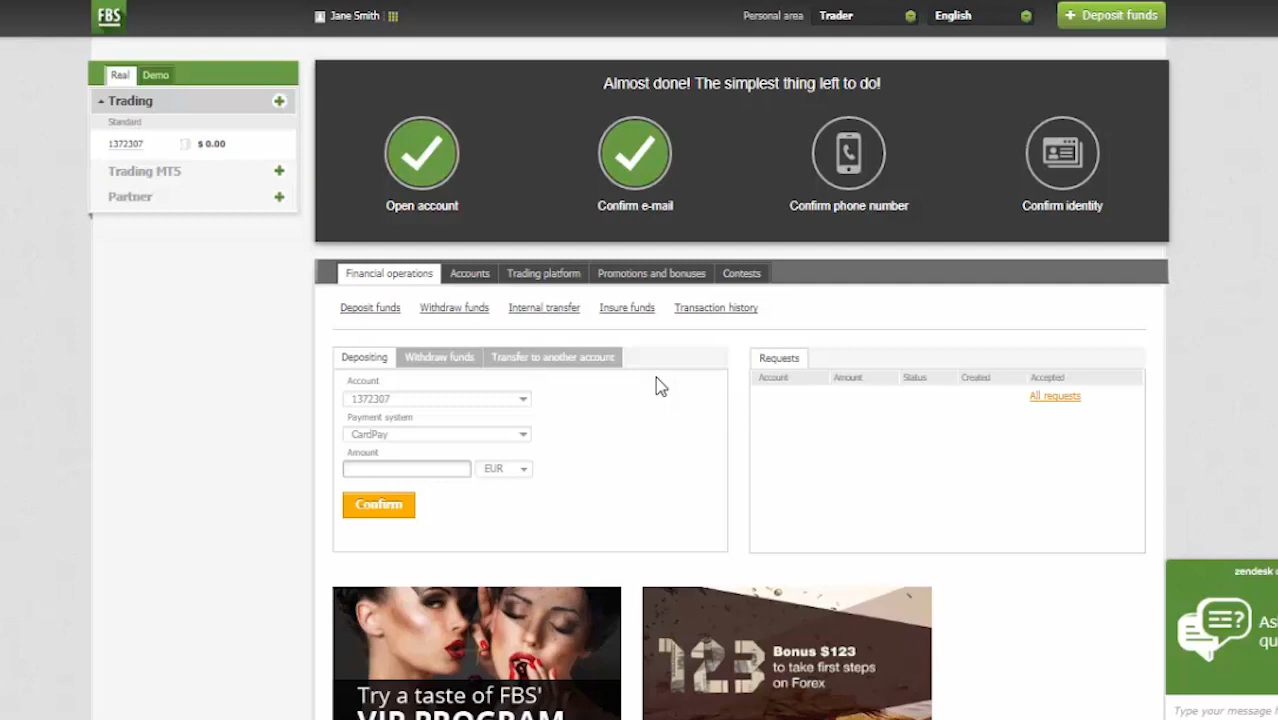 FBS
Jane Smith
Personal area
Trader
English
+ Deposit funds
Real
Demo
Trading
Standard
1372307
$ 0.00
Trading MT5
Partner
Almost done! The simplest thing left to do!
Open account
Confirm e-mail
Confirm phone number
Confirm identity
Financial operations
Accounts
Trading platform
Promotions and bonuses
Contests
Deposit funds
Withdraw funds
Internal transfer
Insure funds
Transaction history
Depositing
Withdraw funds
Transfer to another account
Account
1372307
Payment system
CardPay
Amount
EUR
Confirm
Requests
Account
Amount
Status
Created
Accepted
All requests
Try a taste of FBS'
VIP PROGRAM
123
Bonus $123
to take first steps
on Forex
zendesk
As
qu
Type your message